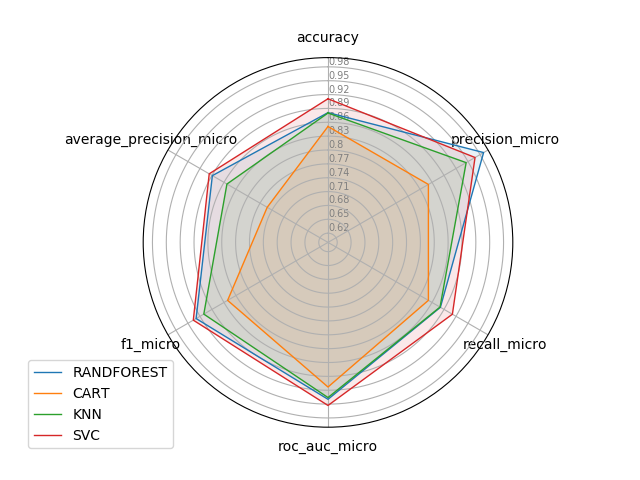 accuracy
0.98
0.95
0.92
0.89
0.86
0.83
0.8
0.77
0.74
0.71
0.68
0.65
0.62
average_precision_micro
precision_micro
f1_micro
recall_micro
roc_auc_micro
RANDFOREST
CART
KNN
SVC